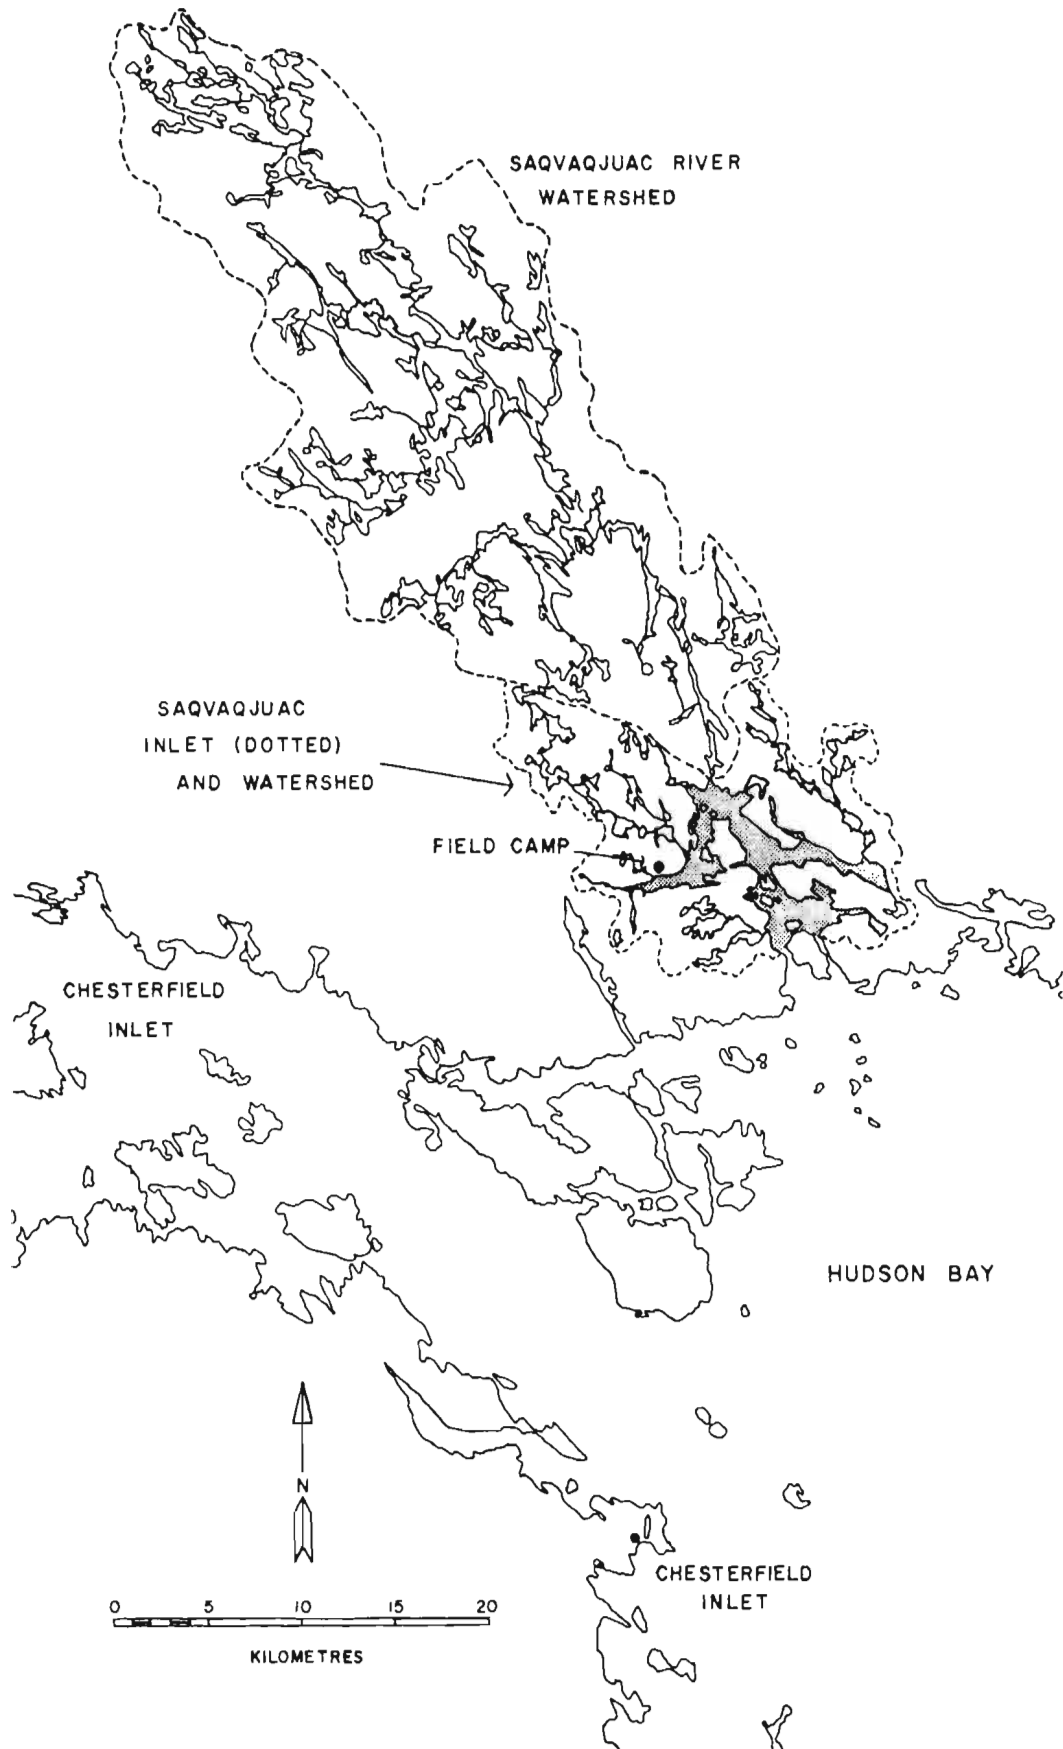 SAQVAQJUAC RIVER
WATERSHED
SAQVAQJUAC
INLET (DOTTED)
AND WATERSHED
FIELD CAMP
CHESTERFIELD
INLET
HUDSON BAY
N
CHESTERFIELD
INLET
0 5 10 15 20
KILOMETRES